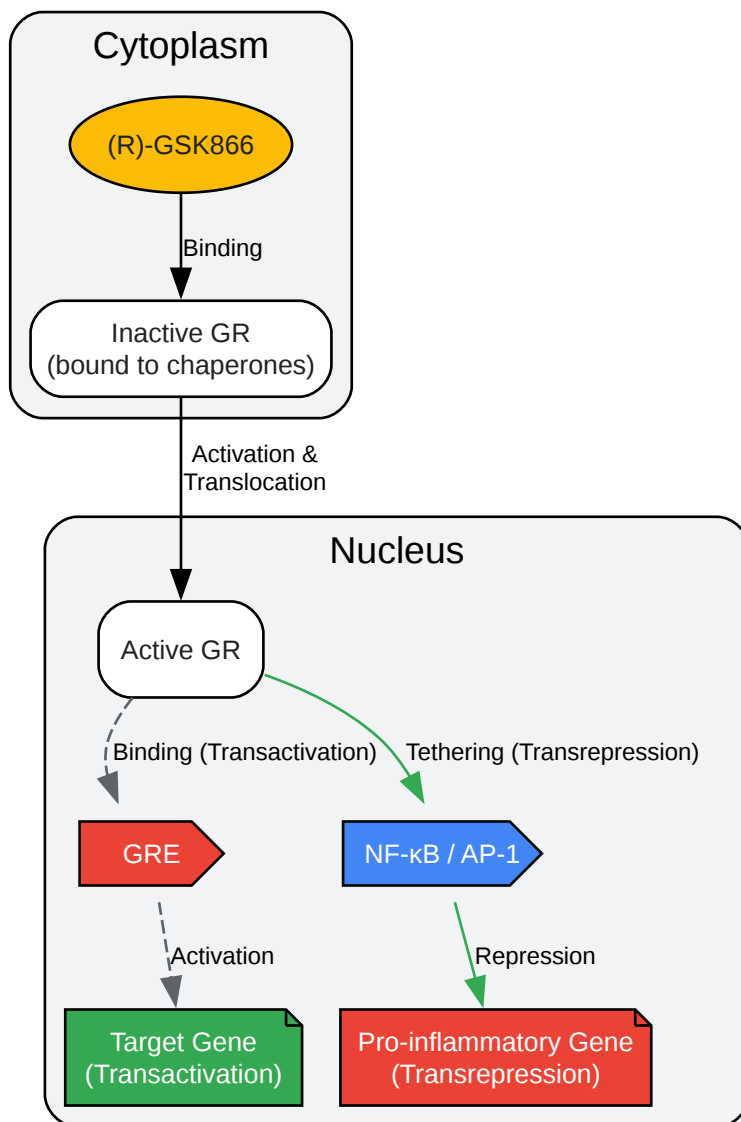 Cytoplasm
(R)-GSK866
Binding
Inactive GR
(bound to chaperones)
Activation &
Translocation
Nucleus
Active GR
Binding (Transactivation)
Tethering (Transrepression)
GRE
NF-κB / AP-1
Activation
Repression
Target Gene
(Transactivation)
Pro-inflammatory Gene
(Transrepression)